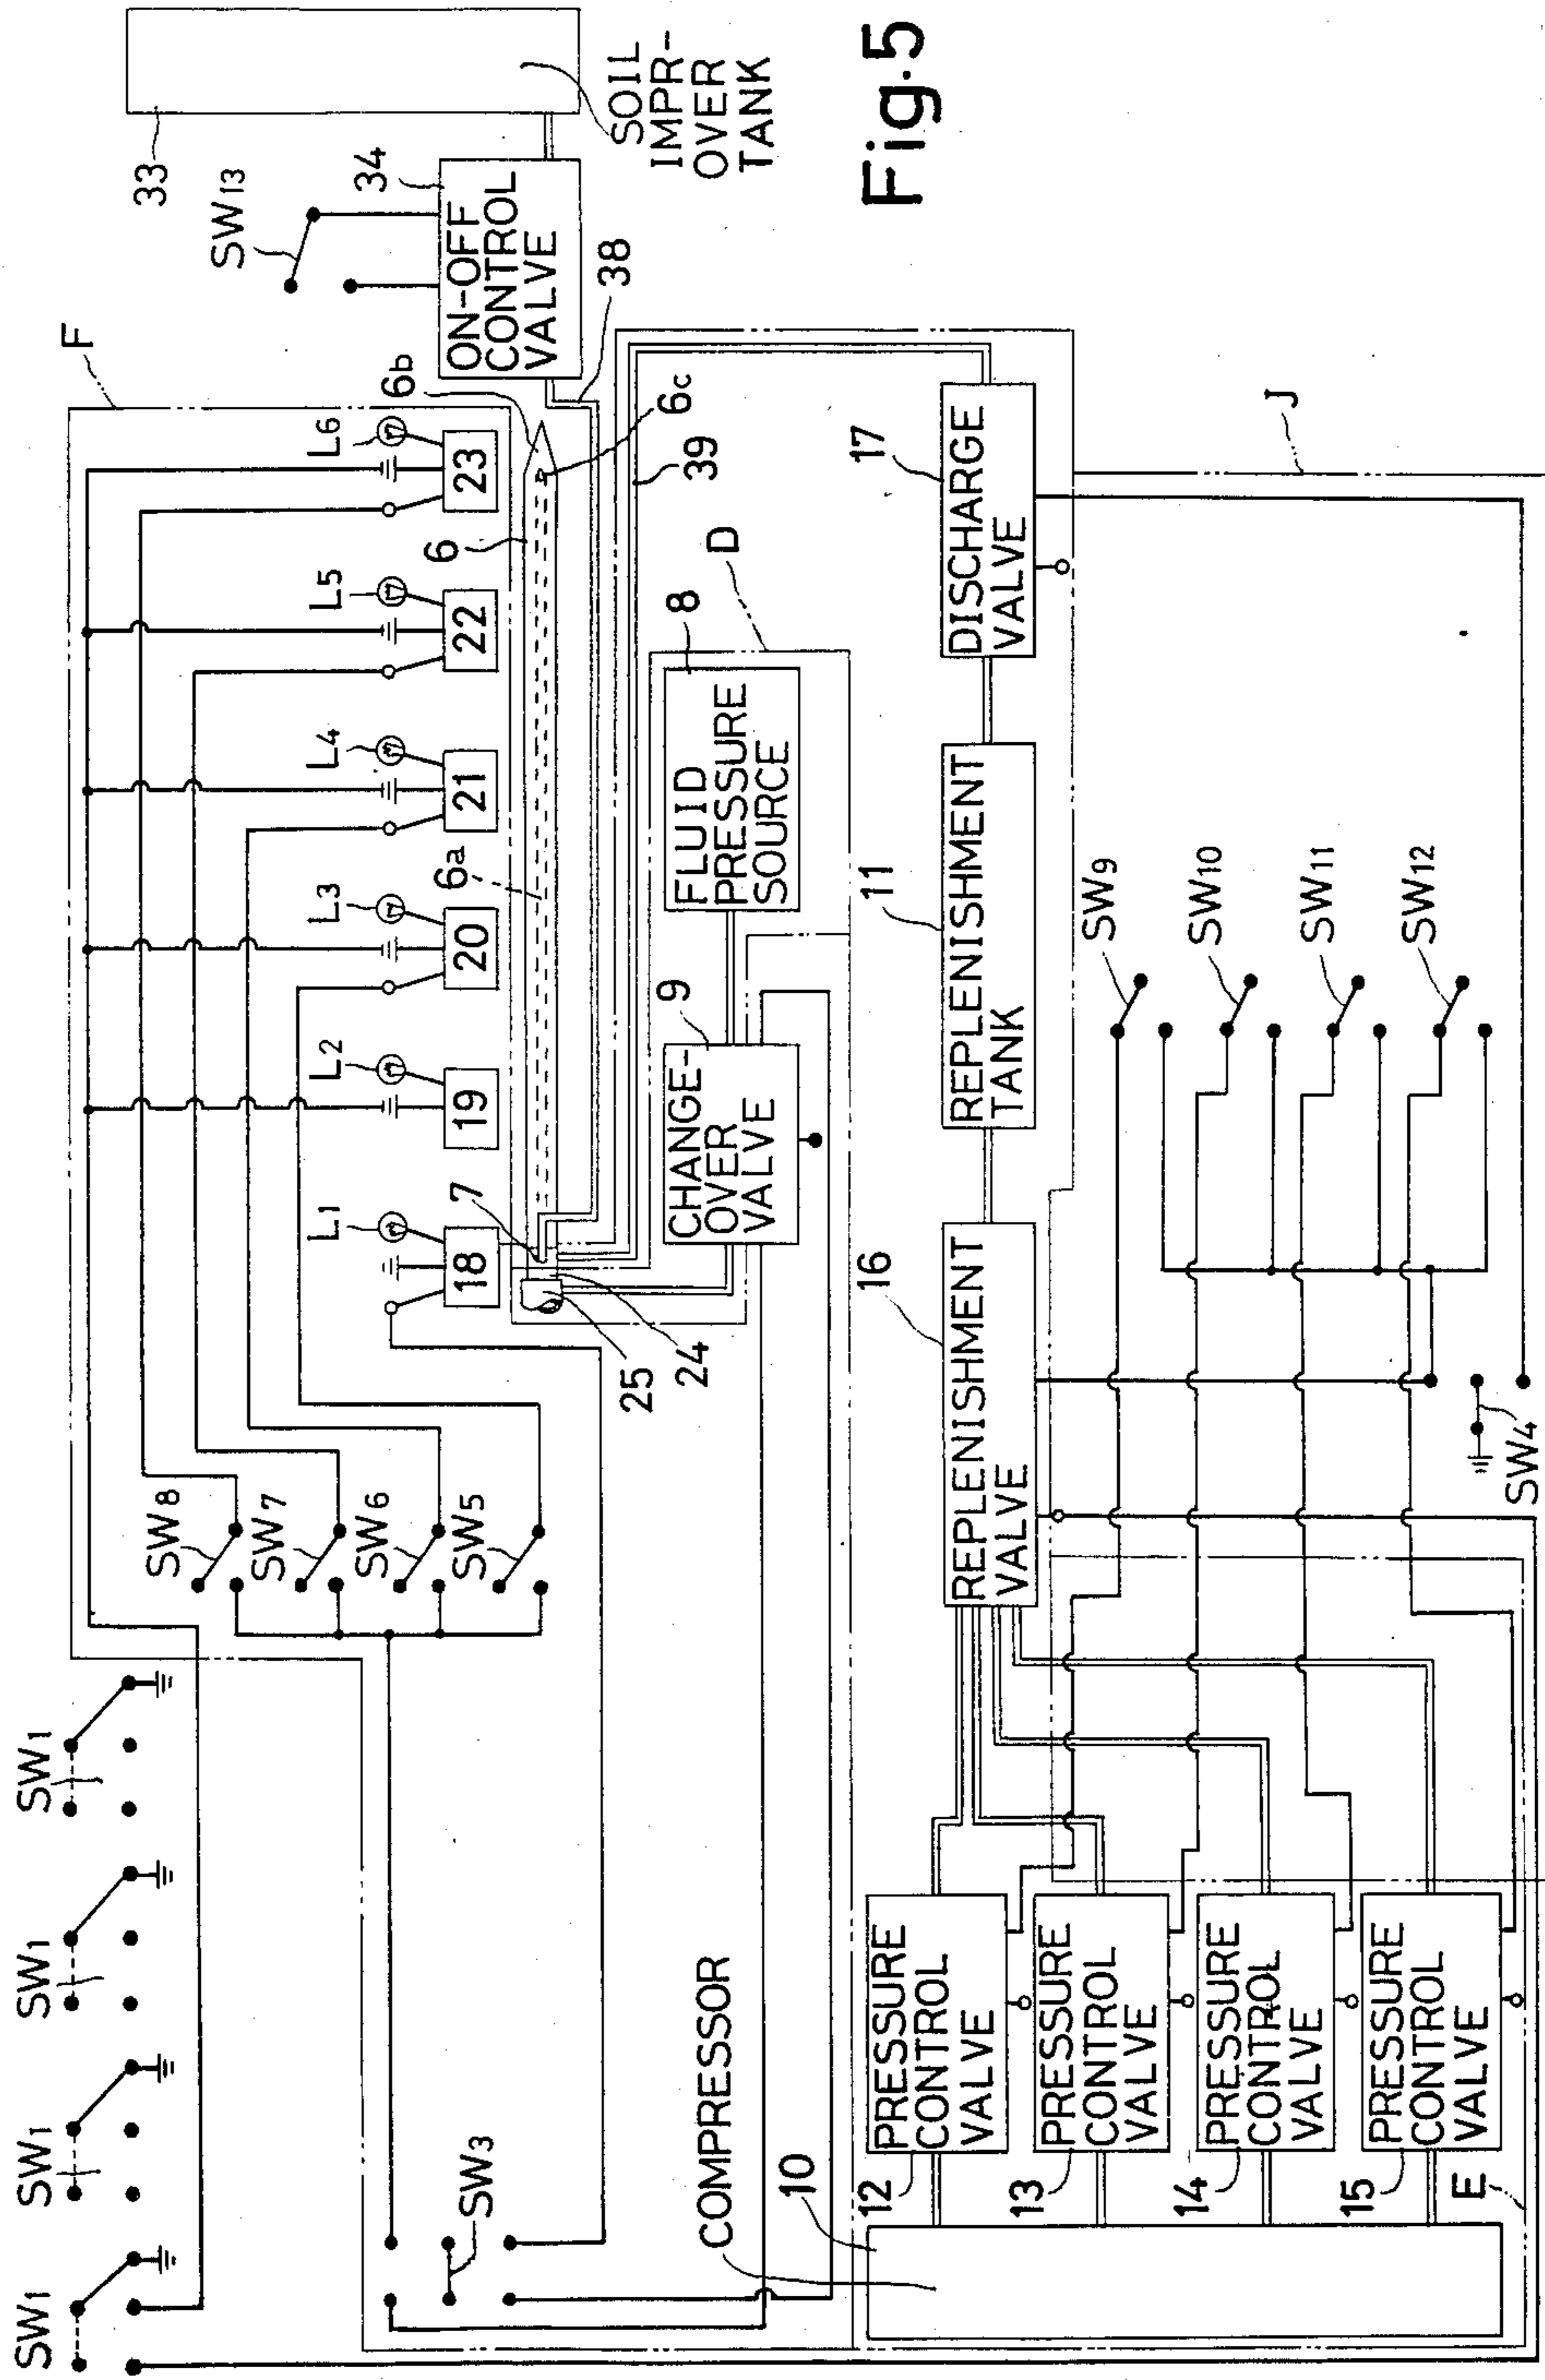 Fig.5
SW1
SW1
SW1
SW1
F
SW13
33
34
ON-OFF
CONTROL
VALVE
SOIL
IMPR-
OVER
TANK
38
SW8
SW7
SW6
SW5
L1
L2
L3
L4
L5
L6
18
19
20
21
22
23
7
6a
6
6b
6c
39
25
24
SW3
9
CHANGE-
OVER
VALVE
8
FLUID
PRESSURE
SOURCE
D
COMPRESSOR
10
12
PRESSURE
CONTROL
VALVE
13
PRESSURE
CONTROL
VALVE
14
PRESSURE
CONTROL
VALVE
15
PRESSURE
CONTROL
VALVE
E
16
REPLENISHMENT
VALVE
11
REPLENISHMENT
TANK
17
DISCHARGE
VALVE
J
SW9
SW10
SW11
SW12
SW4